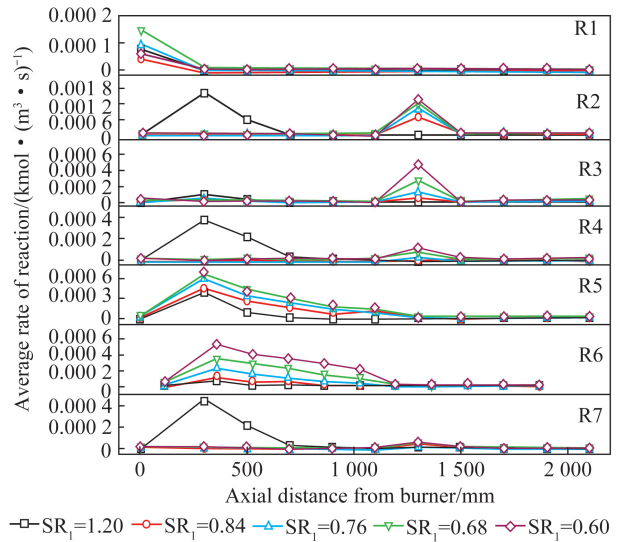 Average rate of reaction/(kmol·(m³·s)⁻¹)
0.000 2
0.000 1
0
R1
0.001 8
0.001 2
0.000 6
0
R2
0.000 6
0.000 4
0.000 2
0
R3
0.000 4
0.000 2
0
R4
0.000 6
0.000 3
0
R5
0.000 6
0.000 4
0.000 2
0
R6
0.000 4
0.000 2
0
R7
0 500 1 000 1 500 2 000
Axial distance from burner/mm
SR₁=1.20 SR₁=0.84 SR₁=0.76 SR₁=0.68 SR₁=0.60